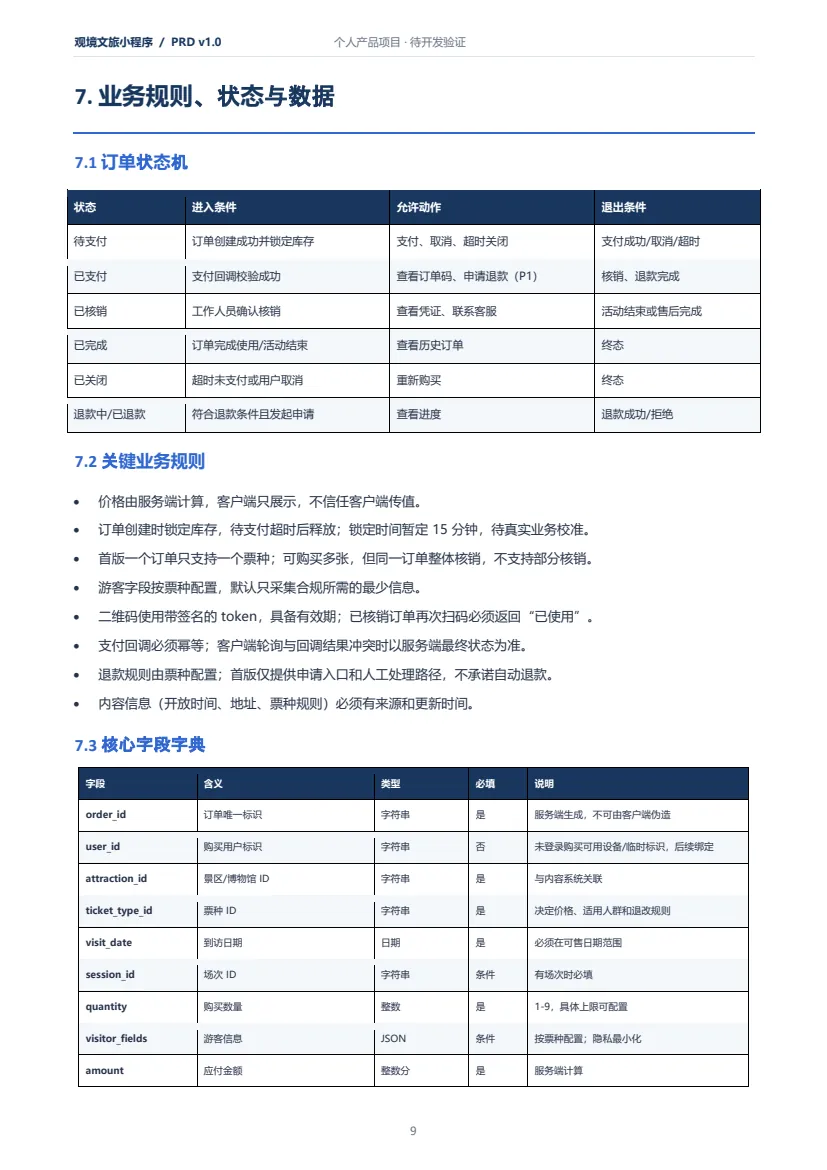 观境文旅小程序 / PRD v1.0 个人产品项目 · 待开发验证
7. 业务规则、状态与数据
7.1 订单状态机
状态 进入条件 允许动作 退出条件
待支付 订单创建成功并锁定库存 支付、取消、超时关闭 支付成功/取消/超时
已支付 支付回调校验成功 查看订单码、申请退款（P1） 核销、退款完成
已核销 工作人员确认核销 查看凭证、联系客服 活动结束或售后完成
已完成 订单完成使用/活动结束 查看历史订单 终态
已关闭 超时未支付或用户取消 重新购买 终态
退款中/已退款 符合退款条件且发起申请 查看进度 退款成功/拒绝
7.2 关键业务规则
• 价格由服务端计算，客户端只展示，不信任客户端传值。
• 订单创建时锁定库存，待支付超时后释放；锁定时间暂定 15 分钟，待真实业务校准。
• 首版一个订单只支持一个票种；可购买多张，但同一订单整体核销，不支持部分核销。
• 游客字段按票种配置，默认只采集合规所需的最少信息。
• 二维码使用带签名的 token，具备有效期；已核销订单再次扫码必须返回“已使用”。
• 支付回调必须幂等；客户端轮询与回调结果冲突时以服务端最终状态为准。
• 退款规则由票种配置；首版仅提供申请入口和人工处理路径，不承诺自动退款。
• 内容信息（开放时间、地址、票种规则）必须有来源和更新时间。
7.3 核心字段字典
字段 含义 类型 必填 说明
order_id 订单唯一标识 字符串 是 服务端生成，不可由客户端伪造
user_id 购买用户标识 字符串 否 未登录购买可用设备/临时标识，后续绑定
attraction_id 景区/博物馆 ID 字符串 是 与内容系统关联
ticket_type_id 票种 ID 字符串 是 决定价格、适用人群和退改规则
visit_date 到访日期 日期 是 必须在可售日期范围
session_id 场次 ID 字符串 条件 有场次时必填
quantity 购买数量 整数 是 1-9，具体上限可配置
visitor_fields 游客信息 JSON 条件 按票种配置；隐私最小化
amount 应付金额 整数分 是 服务端计算
9